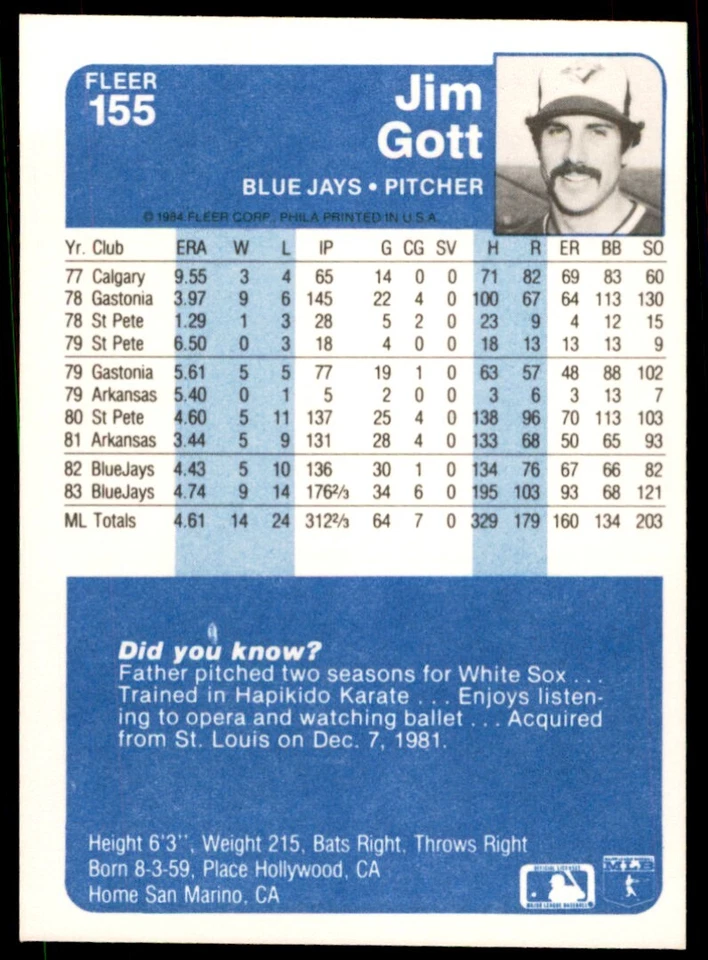 FLEER
155
Jim
Gott
BLUE JAYS • PITCHER
© 1984 FLEER CORP., PHILA PRINTED IN U.S.A.
Yr. Club ERA W L IP G CG SV H R ER BB SO
77 Calgary 9.55 3 4 65 14 0 0 71 82 69 83 60
78 Gastonia 3.97 9 6 145 22 4 0 100 67 64 113 130
78 St Pete 1.29 1 3 28 5 2 0 23 9 4 12 15
79 St Pete 6.50 0 3 18 4 0 0 18 13 13 13 9
79 Gastonia 5.61 5 5 77 19 1 0 63 57 48 88 102
79 Arkansas 5.40 0 1 5 2 0 0 3 6 3 13 7
80 St Pete 4.60 5 11 137 25 4 0 138 96 70 113 103
81 Arkansas 3.44 5 9 131 28 4 0 133 68 50 65 93
82 BlueJays 4.43 5 10 136 30 1 0 134 76 67 66 82
83 BlueJays 4.74 9 14 176⅔ 34 6 0 195 103 93 68 121
ML Totals 4.61 14 24 312⅔ 64 7 0 329 179 160 134 203
Did you know?
Father pitched two seasons for White Sox . . .
Trained in Hapikido Karate . . . Enjoys listen-
ing to opera and watching ballet . . . Acquired
from St. Louis on Dec. 7, 1981.
Height 6'3'', Weight 215, Bats Right, Throws Right
Born 8-3-59, Place Hollywood, CA
Home San Marino, CA
OFFICIAL LICENSEE
MAJOR LEAGUE BASEBALL